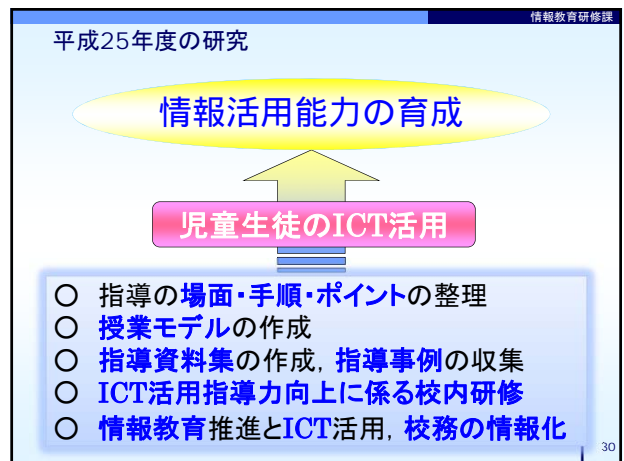 情報教育研修課
平成25年度の研究
情報活用能力の育成
児童生徒のICT活用
○ 指導の場面・手順・ポイントの整理
○ 授業モデルの作成
○ 指導資料集の作成，指導事例の収集
○ ICT活用指導力向上に係る校内研修
○ 情報教育推進とICT活用，校務の情報化
30